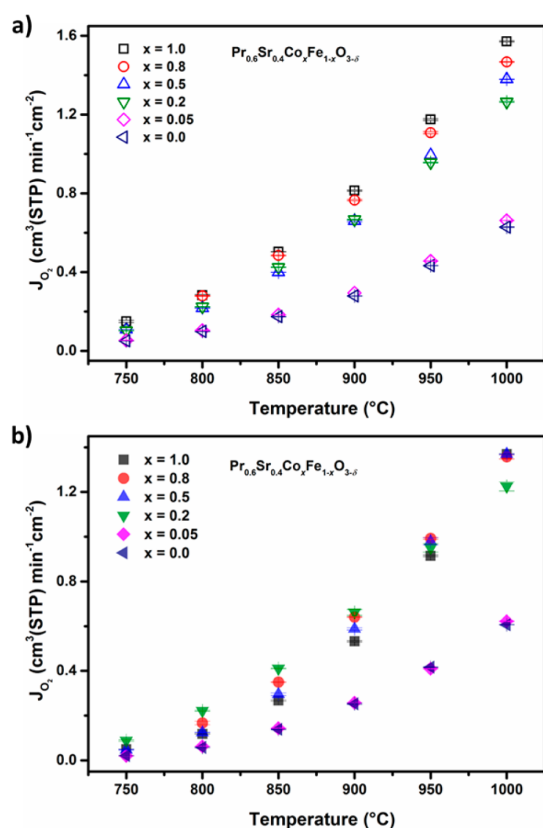 a)
1.6
1.2
0.8
0.4
0.0
J_O₂ (cm³(STP) min⁻¹cm⁻²)
x = 1.0
x = 0.8
x = 0.5
x = 0.2
x = 0.05
x = 0.0
Pr₀.₆Sr₀.₄CoₓFe₁₋ₓO₃₋δ
750 800 850 900 950 1000
Temperature (°C)
b)
1.2
0.8
0.4
0.0
J_O₂ (cm³(STP) min⁻¹cm⁻²)
x = 1.0
x = 0.8
x = 0.5
x = 0.2
x = 0.05
x = 0.0
Pr₀.₆Sr₀.₄CoₓFe₁₋ₓO₃₋δ
750 800 850 900 950 1000
Temperature (°C)